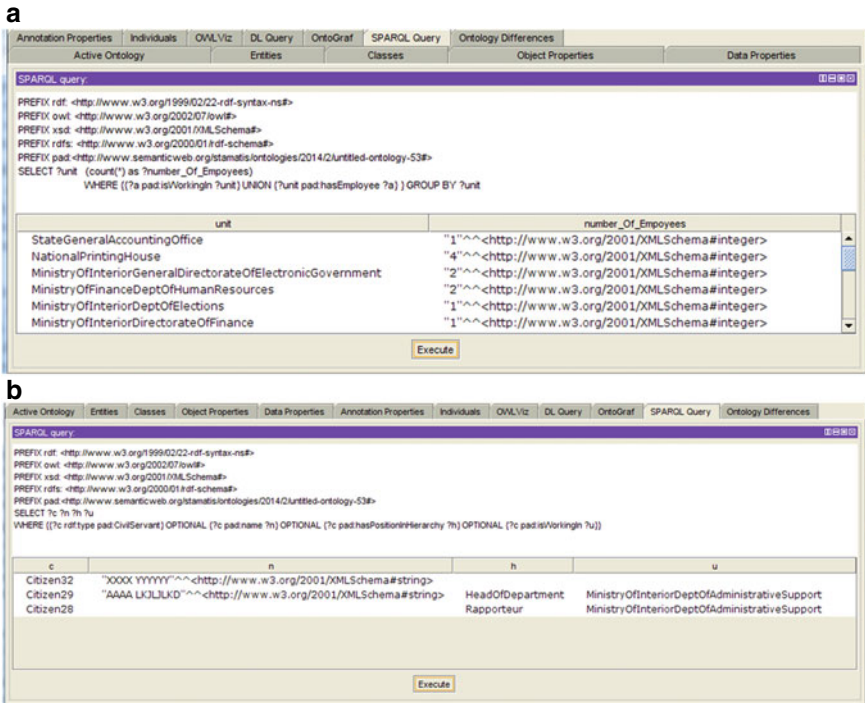 a
Annotation Properties Individuals OWLViz DL Query OntoGraf SPARQL Query Ontology Differences
Active Ontology Entities Classes Object Properties Data Properties
SPARQL query:
PREFIX rdf: <http://www.w3.org/1999/02/22-rdf-syntax-ns#>
PREFIX owl: <http://www.w3.org/2002/07/owl#>
PREFIX xsd: <http://www.w3.org/2001/XMLSchema#>
PREFIX rdfs: <http://www.w3.org/2000/01/rdf-schema#>
PREFIX pad:<http://www.semanticweb.org/stamatis/ontologies/2014/2/untitled-ontology-53#>
SELECT ?unit (count(*) as ?number_Of_Empoyees)
WHERE {{?a pad:isWorkingIn ?unit} UNION {?unit pad:hasEmployee ?a} } GROUP BY ?unit
unit number_Of_Empoyees
StateGeneralAccountingOffice "1"^^<http://www.w3.org/2001/XMLSchema#integer>
NationalPrintingHouse "4"^^<http://www.w3.org/2001/XMLSchema#integer>
MinistryOfInteriorGeneralDirectorateOfElectronicGovernment "2"^^<http://www.w3.org/2001/XMLSchema#integer>
MinistryOfFinanceDeptOfHumanResources "2"^^<http://www.w3.org/2001/XMLSchema#integer>
MinistryOfInteriorDeptOfElections "1"^^<http://www.w3.org/2001/XMLSchema#integer>
MinistryOfInteriorDirectorateOfFinance "1"^^<http://www.w3.org/2001/XMLSchema#integer>
Execute
b
Active Ontology Entities Classes Object Properties Data Properties Annotation Properties Individuals OWLViz DL Query OntoGraf SPARQL Query Ontology Differences
SPARQL query:
PREFIX rdf: <http://www.w3.org/1999/02/22-rdf-syntax-ns#>
PREFIX owl: <http://www.w3.org/2002/07/owl#>
PREFIX xsd: <http://www.w3.org/2001/XMLSchema#>
PREFIX rdfs: <http://www.w3.org/2000/01/rdf-schema#>
PREFIX pad:<http://www.semanticweb.org/stamatis/ontologies/2014/2/untitled-ontology-53#>
SELECT ?c ?n ?h ?u
WHERE {{?c rdf:type pad:CivilServant} OPTIONAL {?c pad:name ?n} OPTIONAL {?c pad:hasPositionInHierarchy ?h} OPTIONAL {?c pad:isWorkingIn ?u}}
c n h u
Citizen32 "XXXX YYYYYY"^^<http://www.w3.org/2001/XMLSchema#string>
Citizen29 "AAAA LKJLJLKD"^^<http://www.w3.org/2001/XMLSchema#string> HeadOfDepartment MinistryOfInteriorDeptOfAdministrativeSupport
Citizen28 Rapporteur MinistryOfInteriorDeptOfAdministrativeSupport
Execute